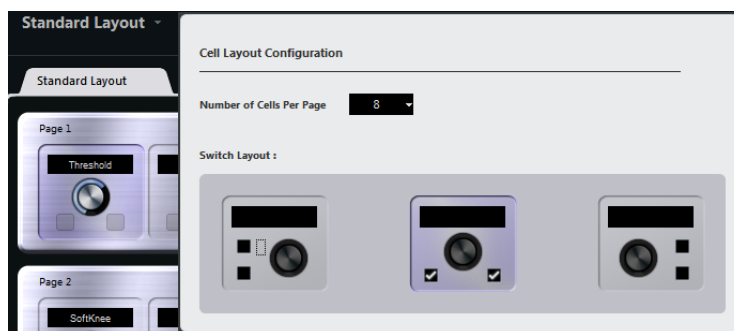 Standard Layout
Standard Layout
Page 1
Threshold
Page 2
SoftKnee
Cell Layout Configuration
Number of Cells Per Page 8
Switch Layout :